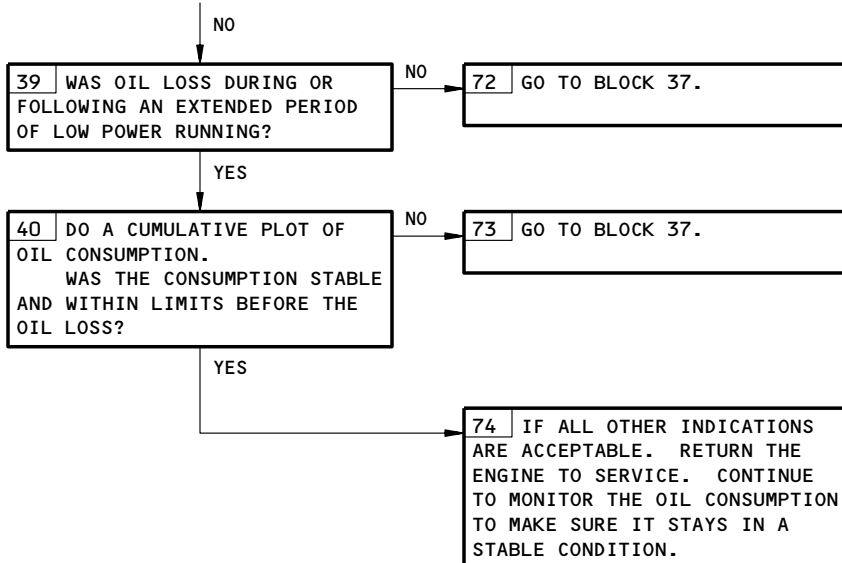 NO
39 WAS OIL LOSS DURING OR
FOLLOWING AN EXTENDED PERIOD
OF LOW POWER RUNNING?
NO
72 GO TO BLOCK 37.
YES
40 DO A CUMULATIVE PLOT OF
OIL CONSUMPTION.
WAS THE CONSUMPTION STABLE
AND WITHIN LIMITS BEFORE THE
OIL LOSS?
NO
73 GO TO BLOCK 37.
YES
74 IF ALL OTHER INDICATIONS
ARE ACCEPTABLE. RETURN THE
ENGINE TO SERVICE. CONTINUE
TO MONITOR THE OIL CONSUMPTION
TO MAKE SURE IT STAYS IN A
STABLE CONDITION.